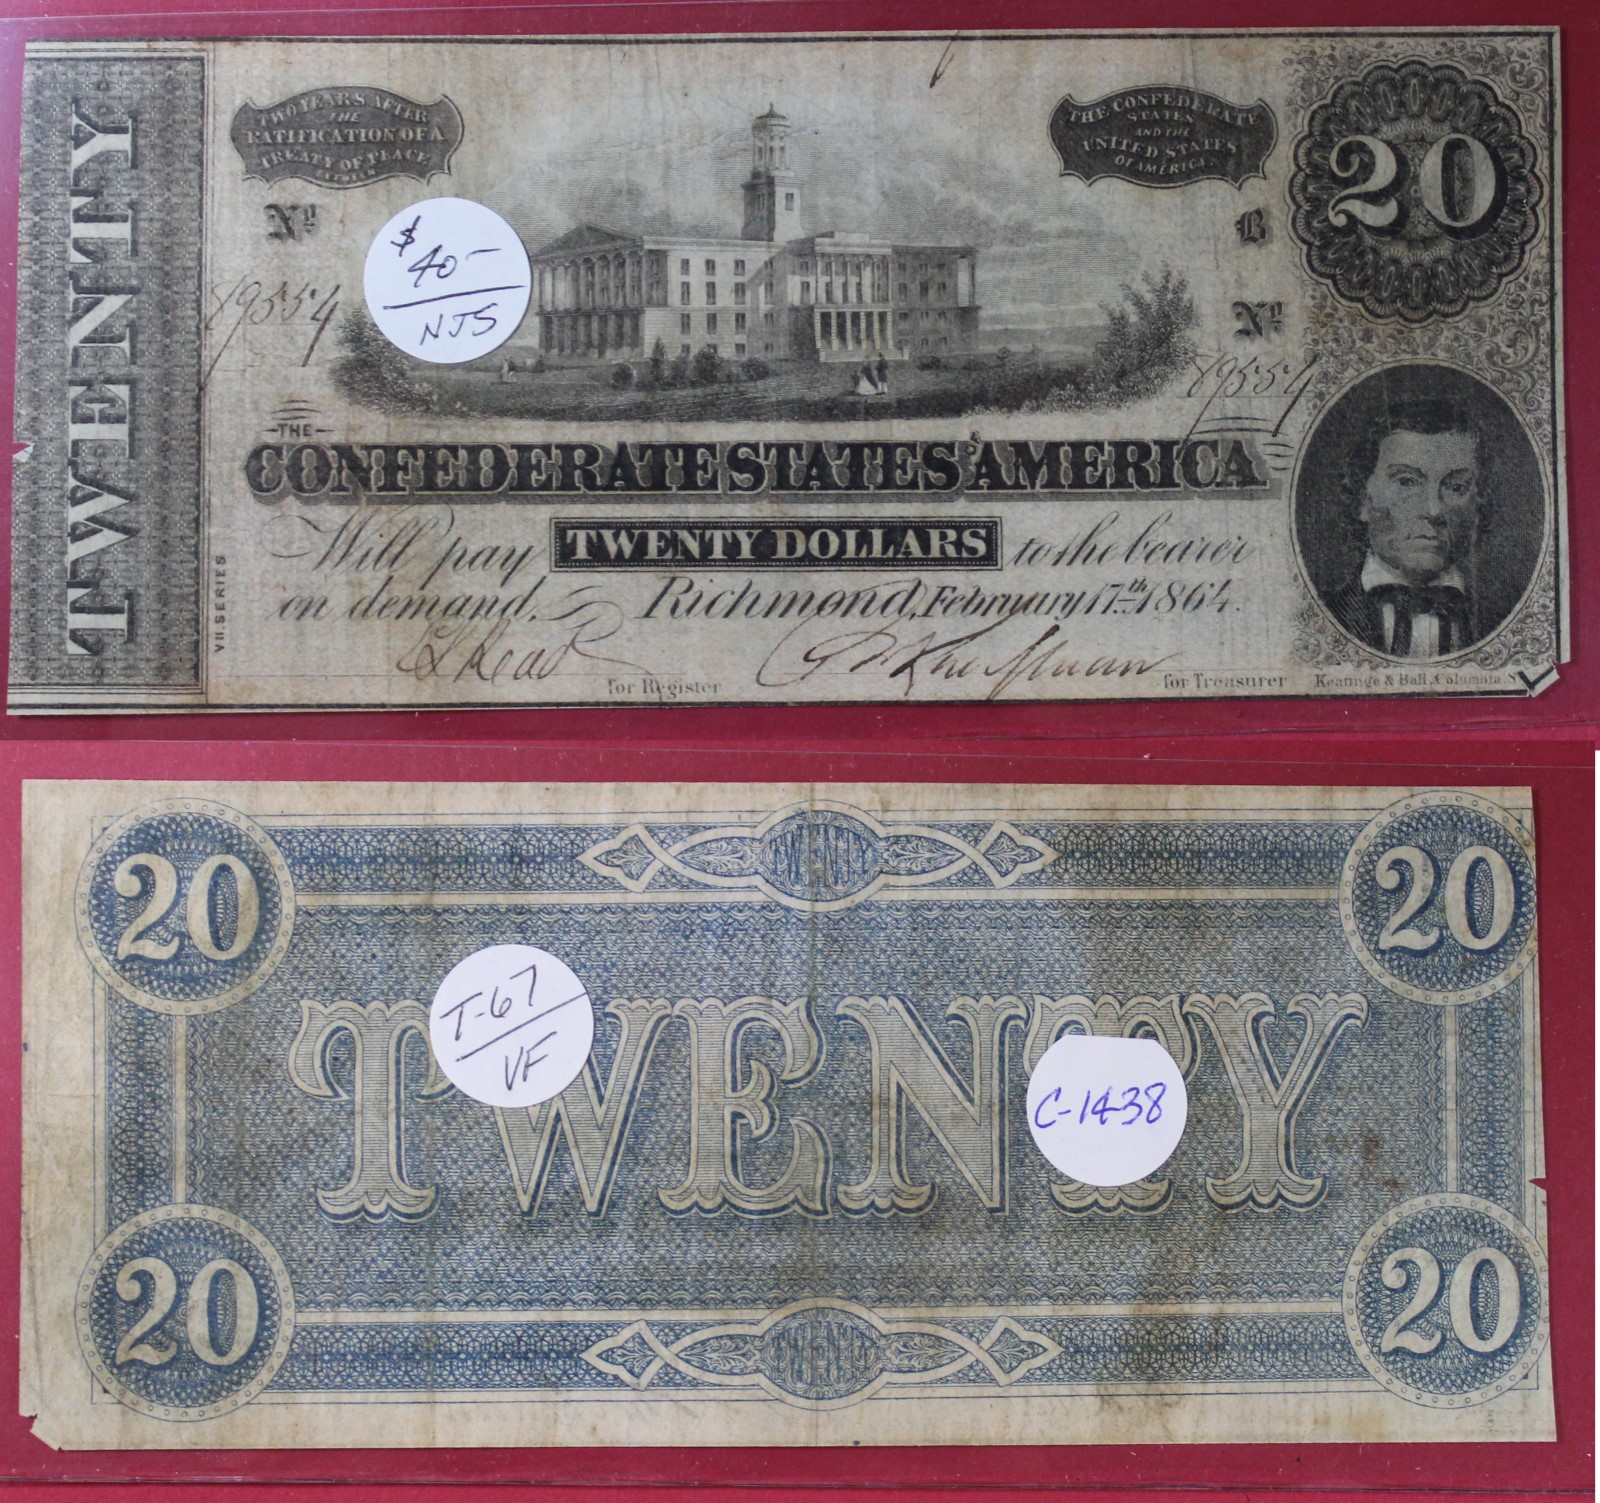 TWENTY
TWO YEARS AFTER
THE
RATIFICATION OF A
TREATY OF PEACE
BETWEEN
THE CONFEDERATE
STATES
AND THE
UNITED STATES
OF AMERICA.
20
No
89554
$40-
NJS
B
No
89554
THE
CONFEDERATE STATES OF AMERICA
Will pay TWENTY DOLLARS to the bearer
on demand. Richmond, February 17th 1864.
VII SERIES
for Register
for Treasurer
Keatinge & Ball, Columbia, S
20
TWENTY
20
TWENTY
T-67
VF
C-1438
20
TWENTY
20